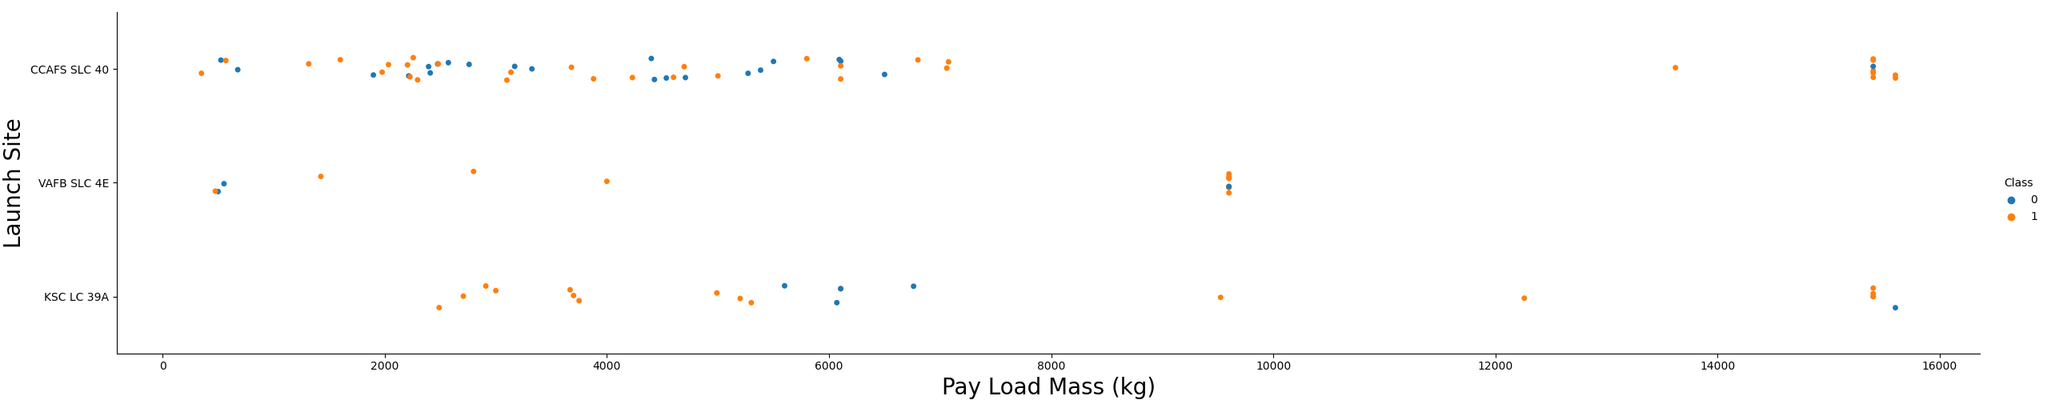 Launch Site
CCAFS SLC 40
VAFB SLC 4E
KSC LC 39A
0 2000 4000 6000 8000 10000 12000 14000 16000
Pay Load Mass (kg)
Class
0
1